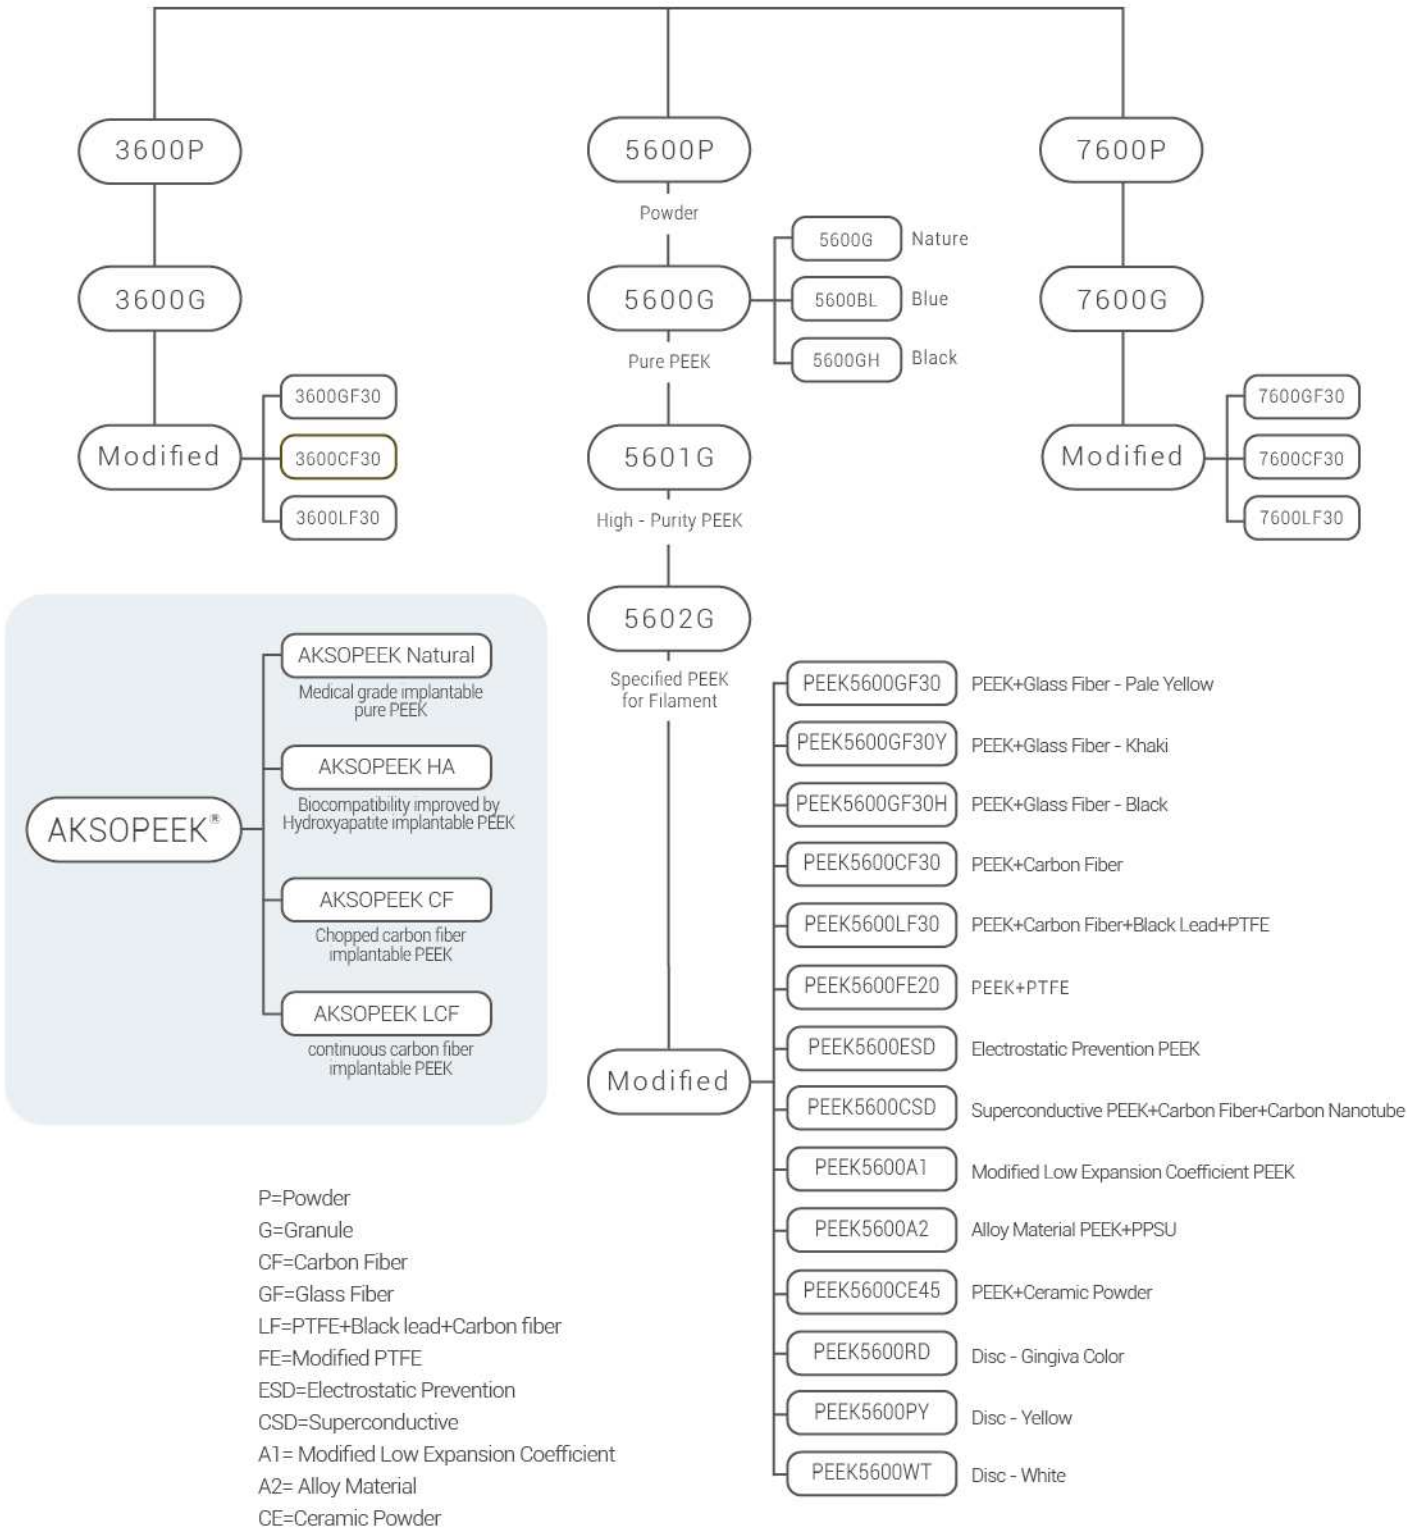 3600P
3600G
Modified
3600GF30
3600CF30
3600LF30
5600P
Powder
5600G
5600G Nature
5600BL Blue
5600GH Black
Pure PEEK
5601G
High - Purity PEEK
5602G
Specified PEEK
for Filament
Modified
PEEK5600GF30 PEEK+Glass Fiber - Pale Yellow
PEEK5600GF30Y PEEK+Glass Fiber - Khaki
PEEK5600GF30H PEEK+Glass Fiber - Black
PEEK5600CF30 PEEK+Carbon Fiber
PEEK5600LF30 PEEK+Carbon Fiber+Black Lead+PTFE
PEEK5600FE20 PEEK+PTFE
PEEK5600ESD Electrostatic Prevention PEEK
PEEK5600CSD Superconductive PEEK+Carbon Fiber+Carbon Nanotube
PEEK5600A1 Modified Low Expansion Coefficient PEEK
PEEK5600A2 Alloy Material PEEK+PPSU
PEEK5600CE45 PEEK+Ceramic Powder
PEEK5600RD Disc - Gingiva Color
PEEK5600PY Disc - Yellow
PEEK5600WT Disc - White
7600P
7600G
Modified
7600GF30
7600CF30
7600LF30
AKSOPEEK®
AKSOPEEK Natural
Medical grade implantable
pure PEEK
AKSOPEEK HA
Biocompatibility improved by
Hydroxyapatite implantable PEEK
AKSOPEEK CF
Chopped carbon fiber
implantable PEEK
AKSOPEEK LCF
continuous carbon fiber
implantable PEEK
P=Powder
G=Granule
CF=Carbon Fiber
GF=Glass Fiber
LF=PTFE+Black lead+Carbon fiber
FE=Modified PTFE
ESD=Electrostatic Prevention
CSD=Superconductive
A1= Modified Low Expansion Coefficient
A2= Alloy Material
CE=Ceramic Powder